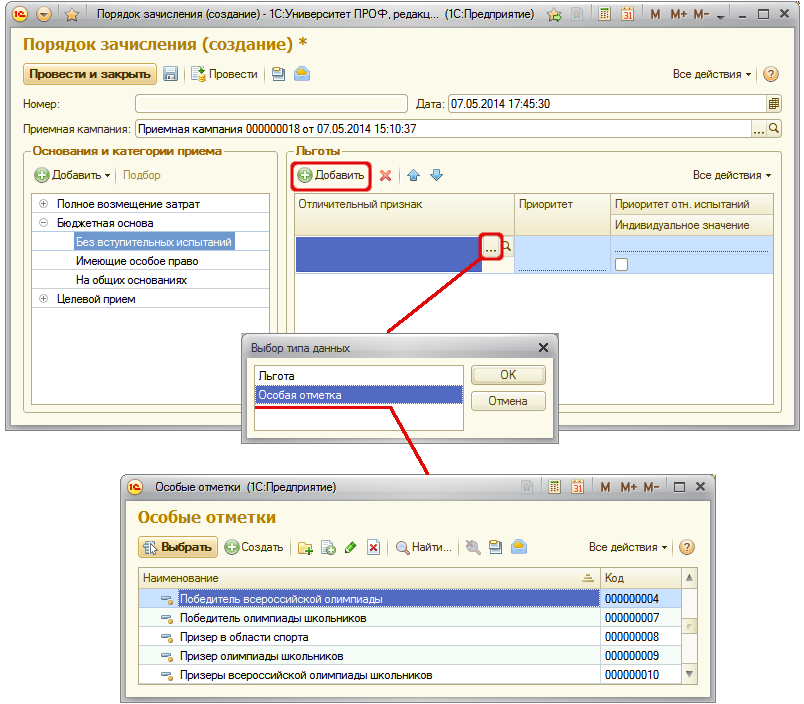 Порядок зачисления (создание) - 1С:Университет ПРОФ, редакц... (1С:Предприятие)
M M+ M-
Порядок зачисления (создание) *
Провести и закрыть Провести Все действия
Номер: Дата: 07.05.2014 17:45:30
Приемная кампания: Приемная кампания 000000018 от 07.05.2014 15:10:37 ...
Основания и категории приема
Добавить Подбор
Полное возмещение затрат
Бюджетная основа
Без вступительных испытаний
Имеющие особое право
На общих основаниях
Целевой прием
Льготы
Добавить Все действия
Отличительный признак Приоритет Приоритет отн. испытаний
Индивидуальное значение
...
Выбор типа данных
Льгота
Особая отметка
OK
Отмена
Особые отметки (1С:Предприятие) M M+ M-
Особые отметки
Выбрать Создать Найти... Все действия
Наименование Код
Победитель всероссийской олимпиады 000000004
Победитель олимпиады школьников 000000007
Призер в области спорта 000000008
Призер олимпиады школьников 000000009
Призеры всероссийской олимпиады школьников 000000010